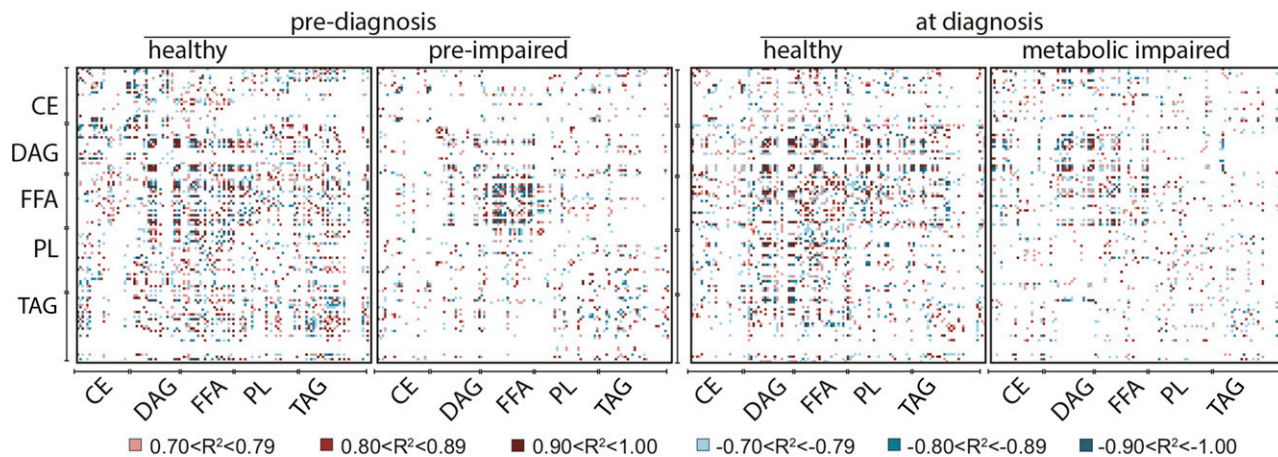 pre-diagnosis
at diagnosis
healthy
pre-impaired
healthy
metabolic impaired
CE
DAG
FFA
PL
TAG
CE
DAG
FFA
PL
TAG
CE
DAG
FFA
PL
TAG
CE
DAG
FFA
PL
TAG
CE
DAG
FFA
PL
TAG
0.70<R²<0.79
0.80<R²<0.89
0.90<R²<1.00
-0.70<R²<-0.79
-0.80<R²<-0.89
-0.90<R²<-1.00